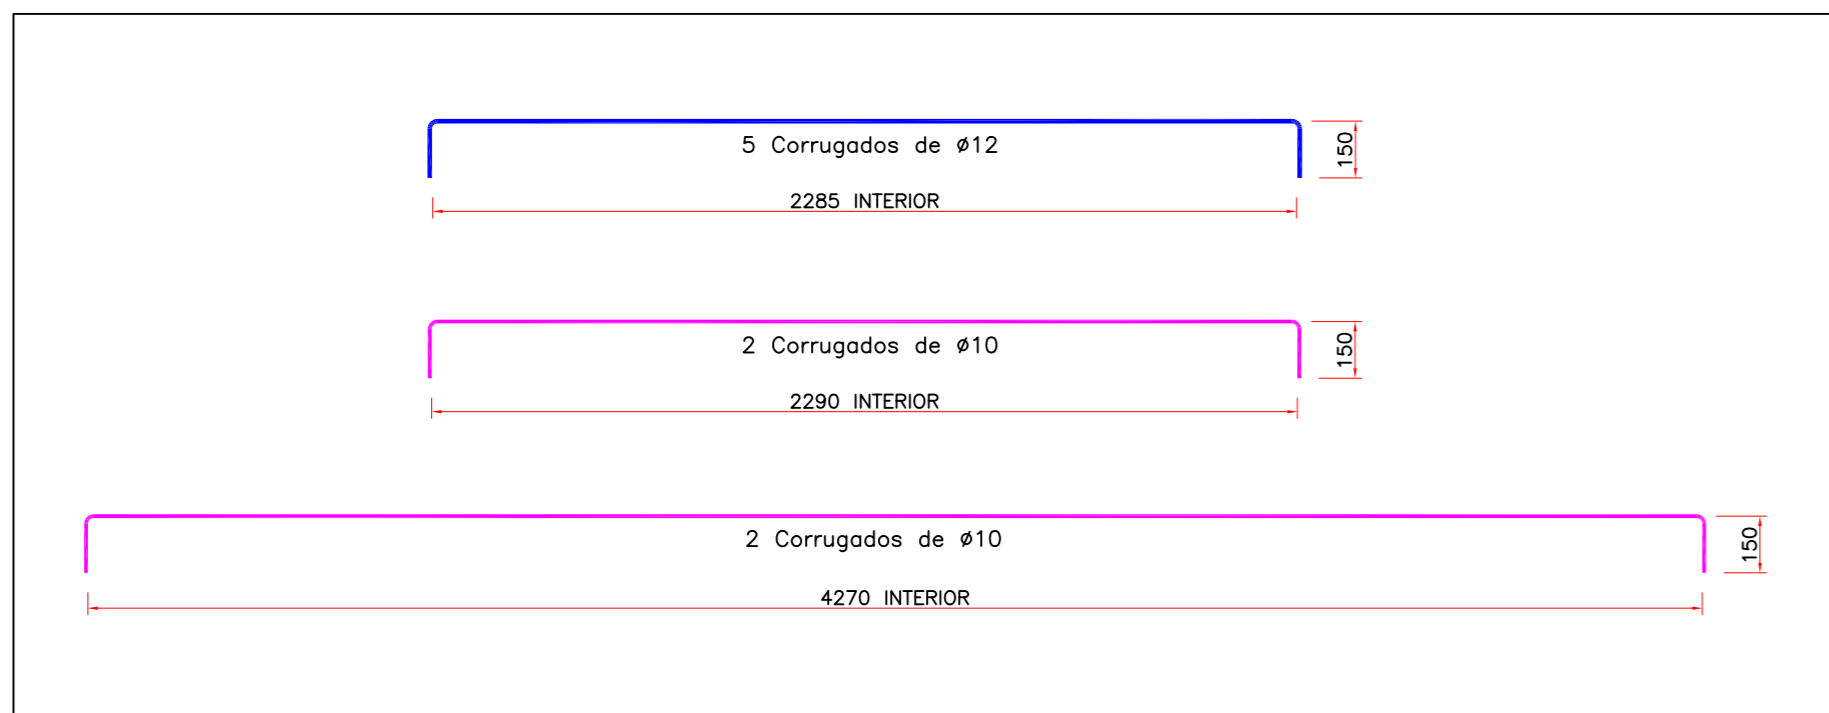 5 Corrugados de ø12
150
2285 INTERIOR
2 Corrugados de ø10
150
2290 INTERIOR
2 Corrugados de ø10
150
4270 INTERIOR